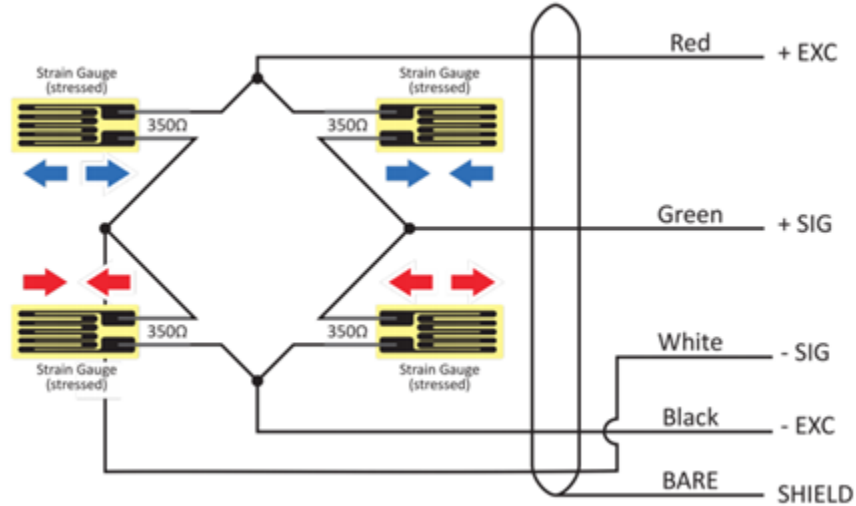 Red
+ EXC
Strain Gauge
(stressed)
Strain Gauge
(stressed)
350Ω
350Ω
Green
+ SIG
350Ω
350Ω
White
- SIG
Strain Gauge
(stressed)
Strain Gauge
(stressed)
Black
- EXC
BARE
SHIELD